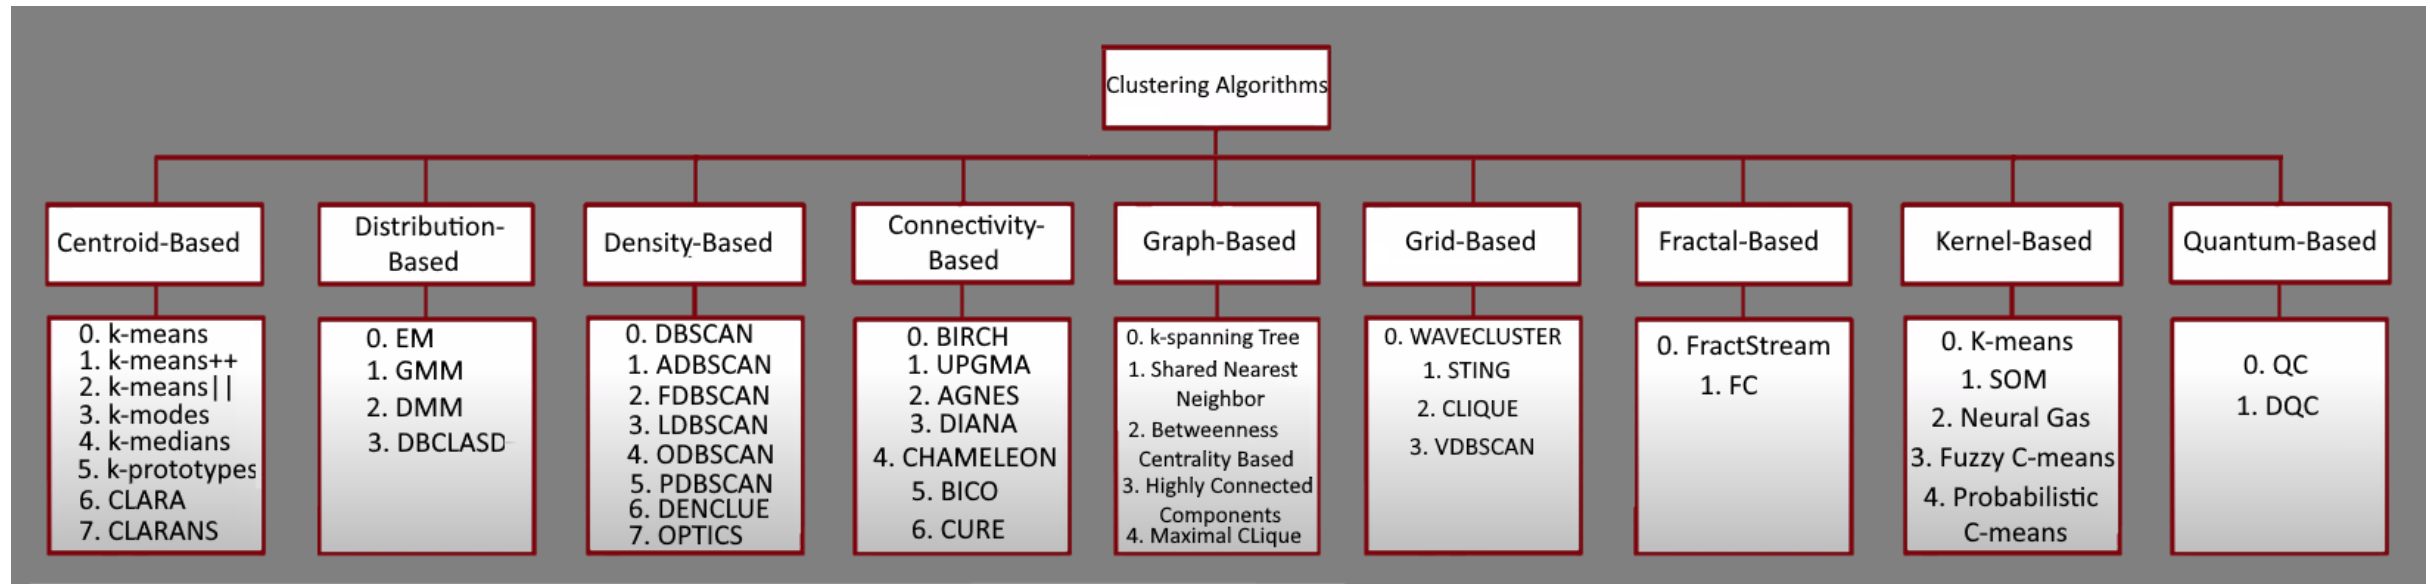 Clustering Algorithms
Centroid-Based
0. k-means
1. k-means++
2. k-means||
3. k-modes
4. k-medians
5. k-prototypes
6. CLARA
7. CLARANS
Distribution-
Based
0. EM
1. GMM
2. DMM
3. DBCLASD
Density-Based
0. DBSCAN
1. ADBSCAN
2. FDBSCAN
3. LDBSCAN
4. ODBSCAN
5. PDBSCAN
6. DENCLUE
7. OPTICS
Connectivity-
Based
0. BIRCH
1. UPGMA
2. AGNES
3. DIANA
4. CHAMELEON
5. BICO
6. CURE
Graph-Based
0. k-spanning Tree
1. Shared Nearest
Neighbor
2. Betweenness
Centrality Based
3. Highly Connected
Components
4. Maximal CLique
Grid-Based
0. WAVECLUSTER
1. STING
2. CLIQUE
3. VDBSCAN
Fractal-Based
0. FractStream
1. FC
Kernel-Based
0. K-means
1. SOM
2. Neural Gas
3. Fuzzy C-means
4. Probabilistic
C-means
Quantum-Based
0. QC
1. DQC